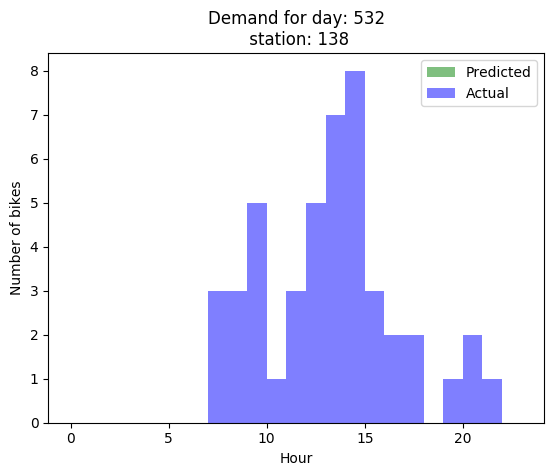 Demand for day: 532
station: 138
Predicted
Actual
8
7
6
5
4
3
2
1
0
Number of bikes
0 5 10 15 20
Hour